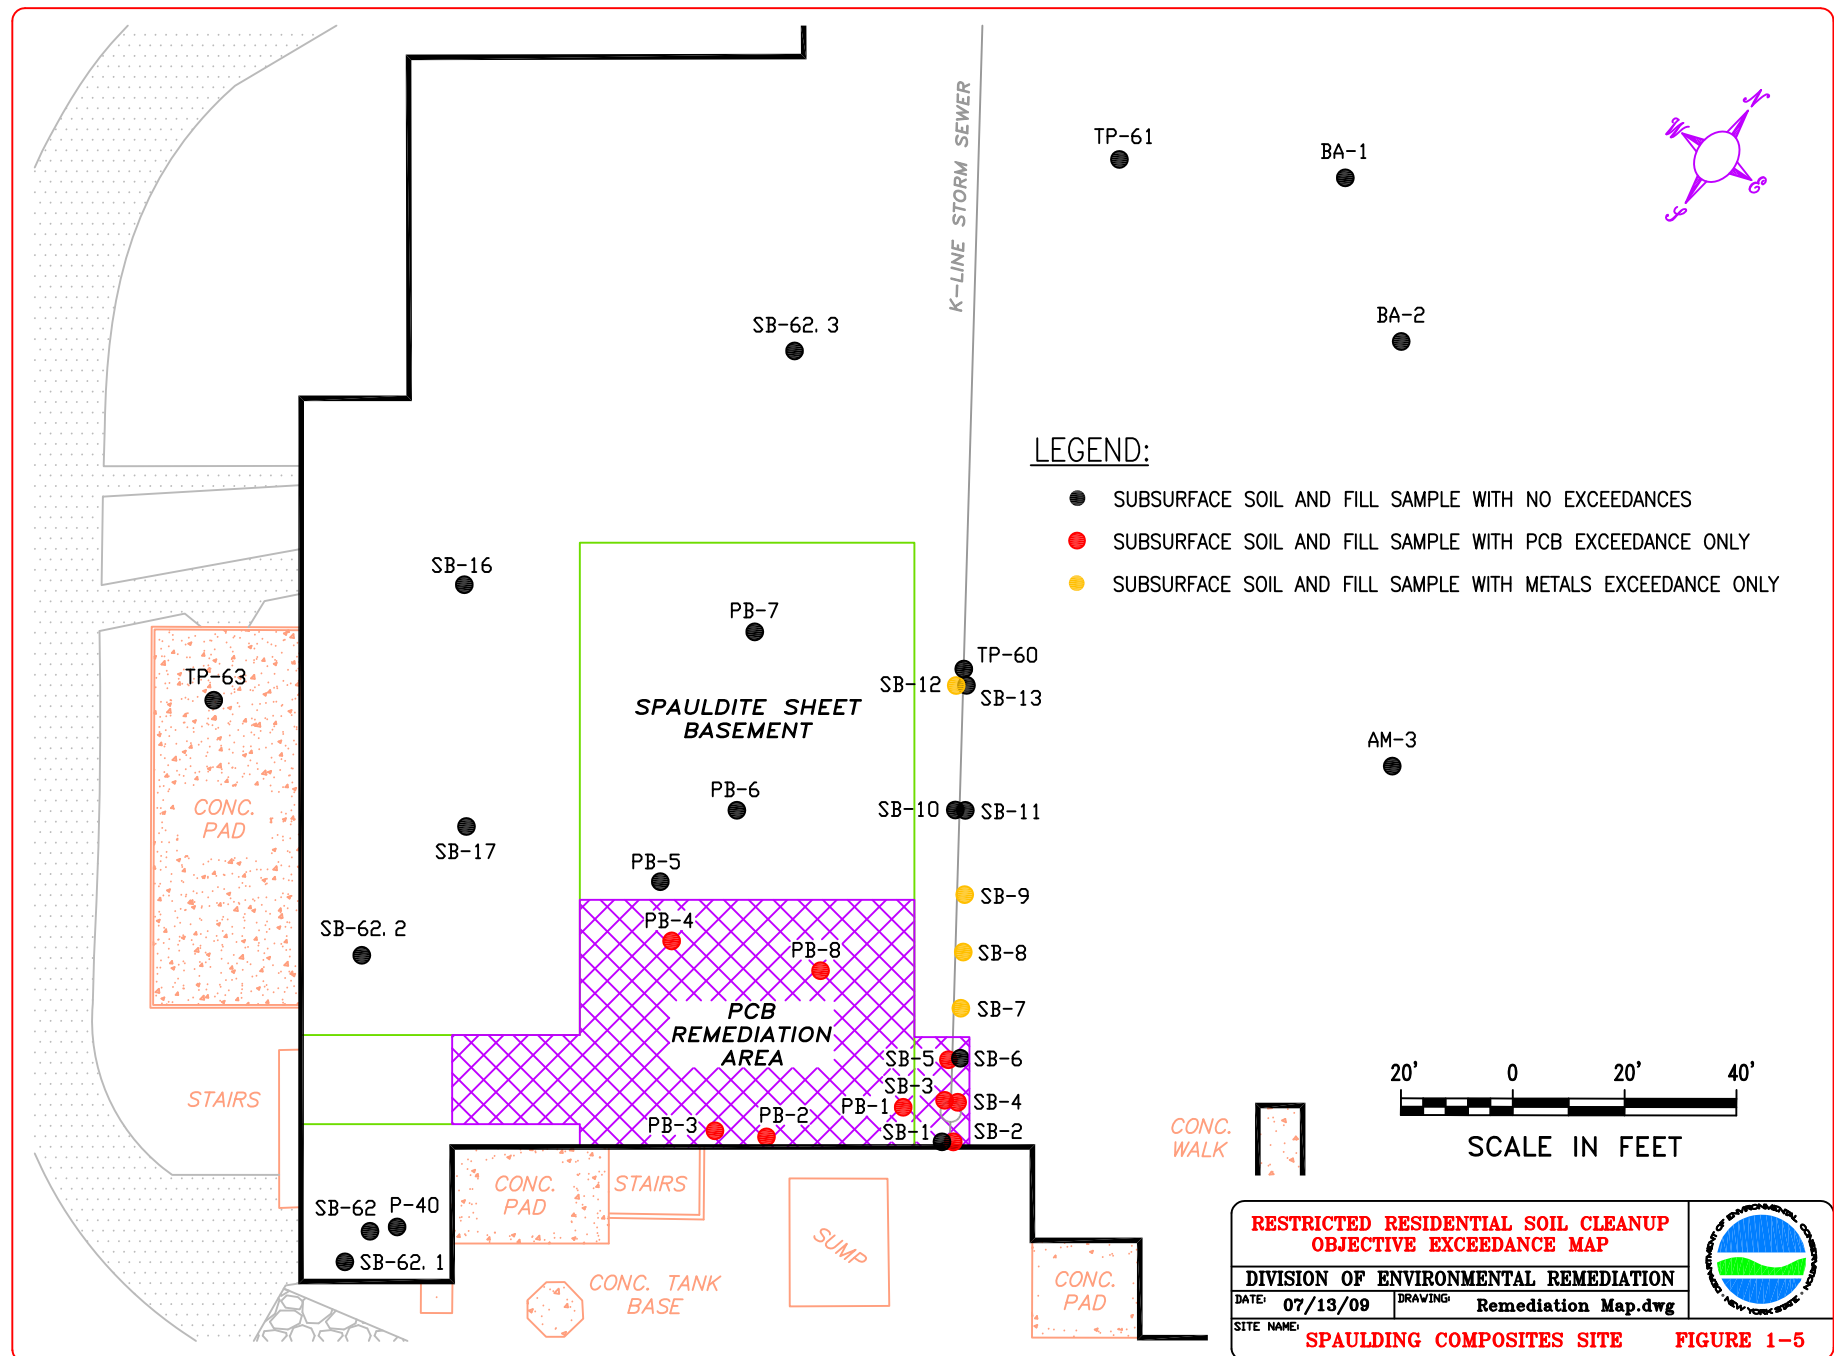 K-LINE STORM SEWER
TP-61
BA-1
N
W
E
S
BA-2
SB-62.3
LEGEND:
SUBSURFACE SOIL AND FILL SAMPLE WITH NO EXCEEDANCES
SUBSURFACE SOIL AND FILL SAMPLE WITH PCB EXCEEDANCE ONLY
SUBSURFACE SOIL AND FILL SAMPLE WITH METALS EXCEEDANCE ONLY
SB-16
PB-7
TP-60
TP-63
SB-12
SB-13
SPAULDITE SHEET
BASEMENT
AM-3
PB-6
CONC.
PAD
SB-10
SB-11
SB-17
PB-5
SB-9
SB-62.2
PB-4
PB-8
SB-8
PCB
REMEDIATION
AREA
SB-7
SB-5
SB-6
SB-3
SB-4
STAIRS
PB-1
PB-2
PB-3
SB-1
SB-2
20'
0
20'
40'
SCALE IN FEET
CONC.
WALK
CONC.
PAD
STAIRS
SB-62
P-40
SB-62.1
SUMP
CONC. TANK
BASE
CONC.
PAD
RESTRICTED RESIDENTIAL SOIL CLEANUP
OBJECTIVE EXCEEDANCE MAP
DIVISION OF ENVIRONMENTAL REMEDIATION
DATE: 07/13/09
DRAWING: Remediation Map.dwg
SITE NAME: SPAULDING COMPOSITES SITE FIGURE 1-5
DEPARTMENT OF ENVIRONMENTAL CONSERVATION
NEW YORK STATE